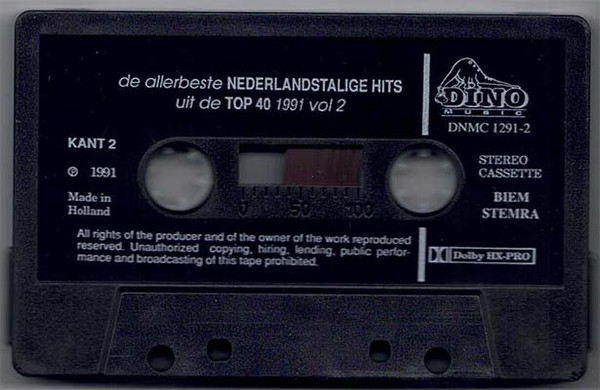 de allerbeste NEDERLANDSTALIGE HITS
uit de TOP 40 1991 vol 2
DINO
MUSIC
DNMC 1291-2
KANT 2
℗ 1991
Made in
Holland
STEREO
CASSETTE
BIEM
STEMRA
0 50 100
All rights of the producer and of the owner of the work reproduced
reserved. Unauthorized copying, hiring, lending, public perfor-
mance and broadcasting of this tape prohibited.
Dolby HX-PRO